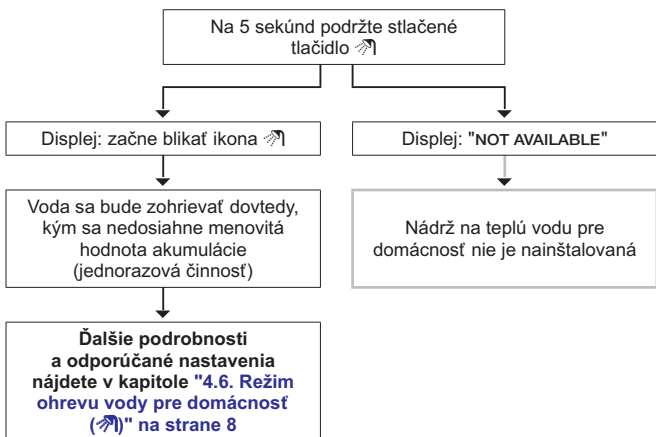 Na 5 sekúnd podržte stlačené
tlačidlo
Displej: začne blikať ikona
Displej: "NOT AVAILABLE"
Voda sa bude zohrievať dovtedy,
kým sa nedosiahne menovitá
hodnota akumulácie
(jednorazová činnosť)
Nádrž na teplú vodu pre
domácnosť nie je nainštalovaná
Ďalšie podrobnosti
a odporúčané nastavenia
nájdete v kapitole "4.6. Režim
ohrevu vody pre domácnosť
()" na strane 8